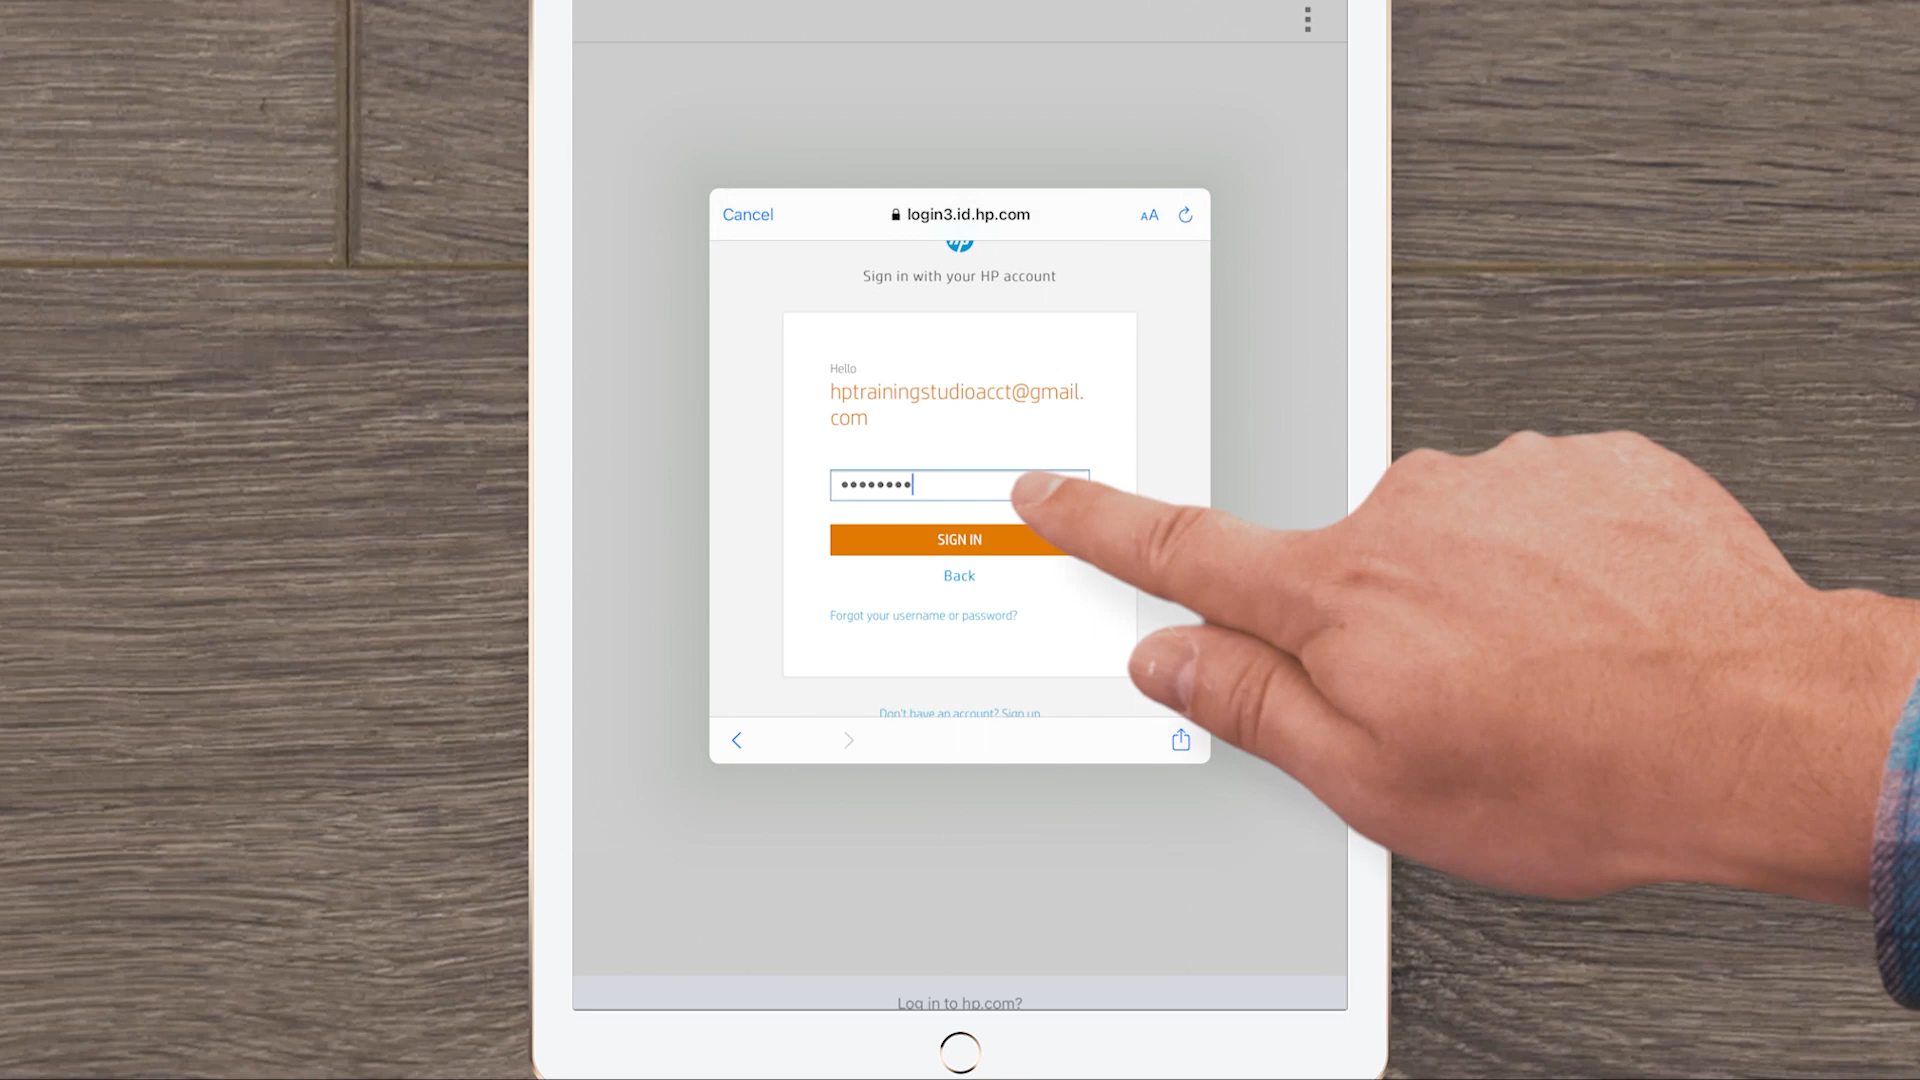 Cancel
login3.id.hp.com
AA
hp
Sign in with your HP account
Hello
hptrainingstudioacct@gmail.
com
SIGN IN
Back
Forgot your username or password?
Don't have an account? Sign up
Log in to hp.com?